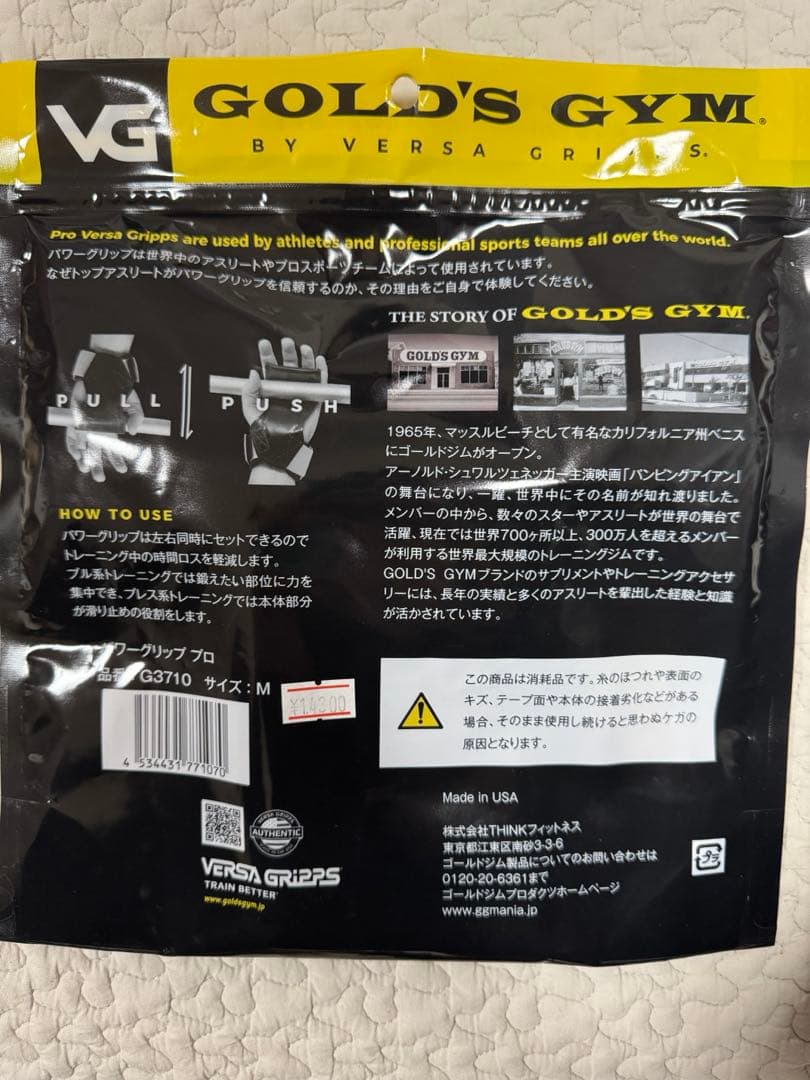 VG
GOLD'S GYM®
BY VERSA GRIPPS®
Pro Versa Gripps are used by athletes and professional sports teams all over the world.
パワーグリップは世界中のアスリートやプロスポーツチームによって使用されています。
なぜトップアスリートがパワーグリップを信頼するのか、その理由をご自身で体験してください。
PULL
PUSH
HOW TO USE
パワーグリップは左右同時にセットできるので
トレーニング中の時間ロスを軽減します。
プル系トレーニングでは鍛えたい部位に力を
集中でき、プレス系トレーニングでは本体部分
が滑り止めの役割をします。
THE STORY OF GOLD'S GYM®
GOLD'S GYM
1965年、マッスルビーチとして有名なカリフォルニア州ベニス
にゴールドジムがオープン。
アーノルド・シュワルツェネッガー主演映画「パンピングアイアン」
の舞台になり、一躍、世界中にその名前が知れ渡りました。
メンバーの中から、数々のスターやアスリートが世界の舞台で
活躍、現在では世界700ヶ所以上、300万人を超えるメンバー
が利用する世界最大規模のトレーニングジムです。
GOLD'S GYMブランドのサプリメントやトレーニングアクセサ
リーには、長年の実績と多くのアスリートを輩出した経験と知識
が活かされています。
パワーグリップ プロ
品番：G3710 サイズ：M
¥14300
4 534431 771070
この商品は消耗品です。糸のほつれや表面の
キズ、テープ面や本体の接着劣化などがある
場合、そのまま使用し続けると思わぬケガの
原因となります。
VERSA GRIPPS
AUTHENTIC
VERSA GRIPPS
TRAIN BETTER
www.goldsgym.jp
Made in USA
株式会社THINKフィットネス
東京都江東区南砂3-3-6
ゴールドジム製品についてのお問い合わせは
0120-20-6361まで
ゴールドジムプロダクツホームページ
www.ggmania.jp
プラ